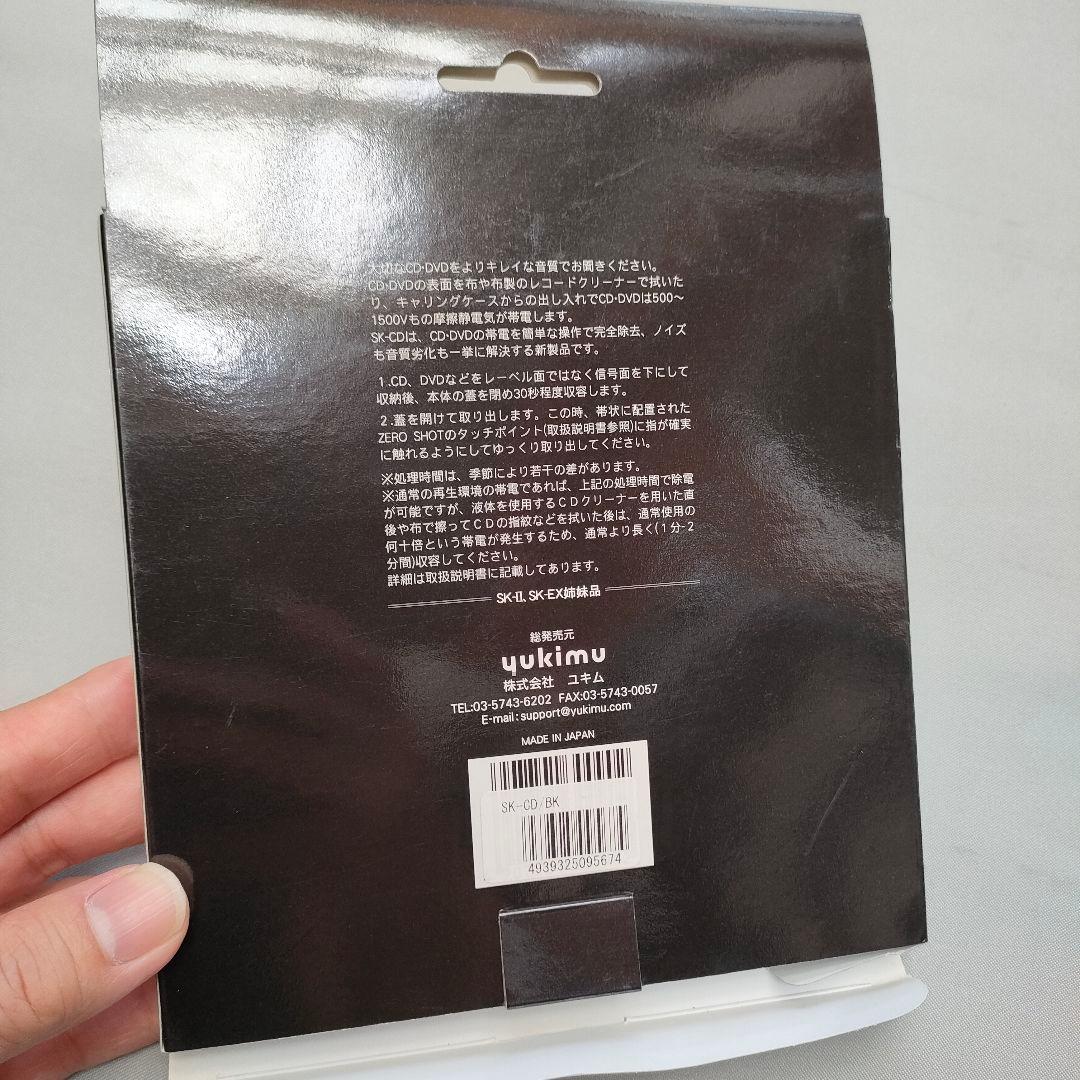 大切なCD・DVDをよりキレイな音質でお聞きください。
CD・DVDの表面を布や布製のレコードクリーナーで拭いた
り、キャリングケースからの出し入れでCD・DVDは500〜
1500Vもの摩擦静電気が帯電します。
SK-CDは、CD・DVDの帯電を簡単な操作で完全除去、ノイズ
も音質劣化も一挙に解決する新製品です。
1.CD、DVDなどをレーベル面ではなく信号面を下にして
収納後、本体の蓋を閉め30秒程度収容します。
2.蓋を開けて取り出します。この時、帯状に配置された
ZERO SHOTのタッチポイント(取扱説明書参照)に指が確実
に触れるようにしてゆっくり取り出してください。
※処理時間は、季節により若干の差があります。
※通常の再生環境の帯電であれば、上記の処理時間で除電
が可能ですが、液体を使用するCDクリーナーを用いた直
後や布で擦ってCDの指紋などを拭いた後は、通常使用の
何十倍という帯電が発生するため、通常より長く(1分-2
分間)収容してください。
詳細は取扱説明書に記載してあります。
SK-II、SK-EX姉妹品
総発売元
yukimu
株式会社 ユキム
TEL:03-5743-6202 FAX:03-5743-0057
E-mail:support@yukimu.com
MADE IN JAPAN
SK-CD/BK
4939325095674